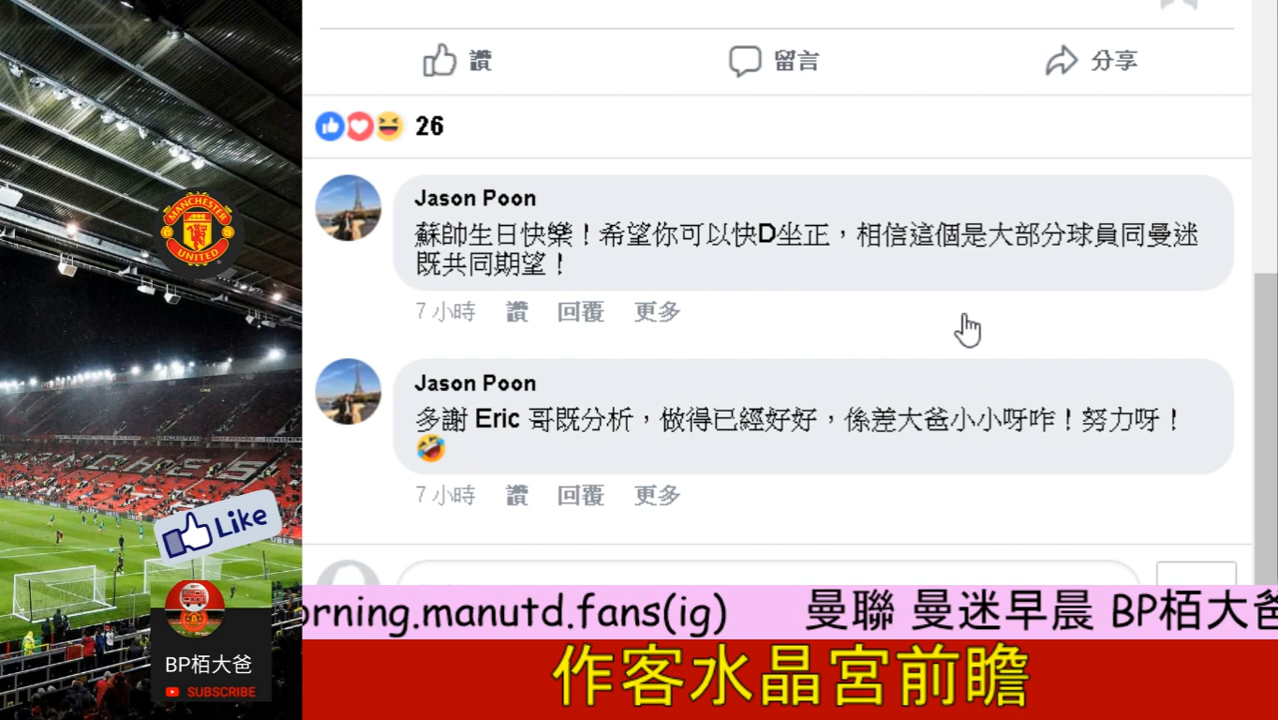 讚
留言
分享
26
Jason Poon
蘇帥生日快樂！希望你可以快D坐正，相信這個是大部分球員同曼迷
既共同期望！
7 小時 讚 回覆 更多
Jason Poon
多謝 Eric 哥既分析，做得已經好好，係差大爸小小呀咋！努力呀！
7 小時 讚 回覆 更多
MANCHESTER
UNITED
CHES
Like
BP栢大爸
SUBSCRIBE
orning.manutd.fans(ig) 曼聯 曼迷早晨 BP栢大爸
作客水晶宮前瞻